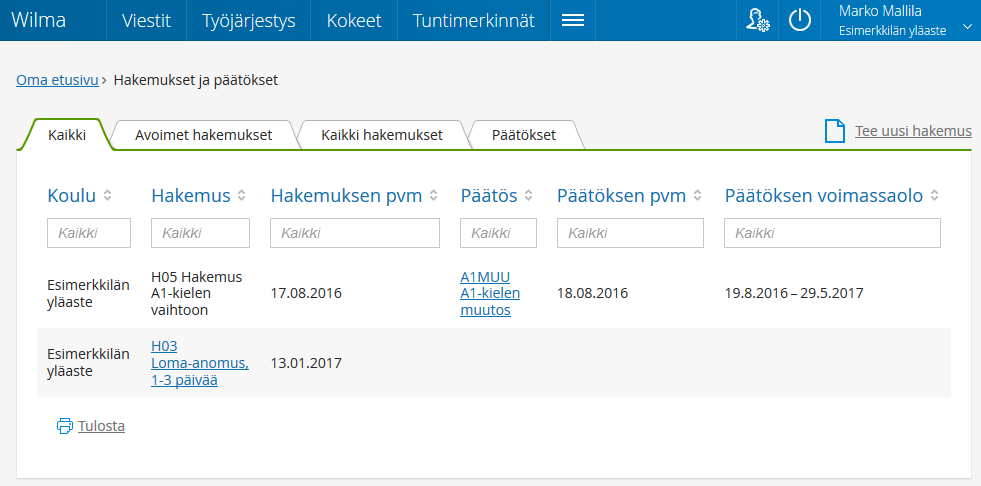 Wilma Viestit Työjärjestys Kokeet Tuntimerkinnät Marko Mallila
Esimerkkilän yläaste
Oma etusivu › Hakemukset ja päätökset
Kaikki Avoimet hakemukset Kaikki hakemukset Päätökset Tee uusi hakemus
Koulu Hakemus Hakemuksen pvm Päätös Päätöksen pvm Päätöksen voimassaolo
Kaikki Kaikki Kaikki Kaikki Kaikki Kaikki
Esimerkkilän
yläaste
H05 Hakemus
A1-kielen
vaihtoon
17.08.2016
A1MUU
A1-kielen
muutos
18.08.2016
19.8.2016 – 29.5.2017
Esimerkkilän
yläaste
H03
Loma-anomus,
1-3 päivää
13.01.2017
Tulosta